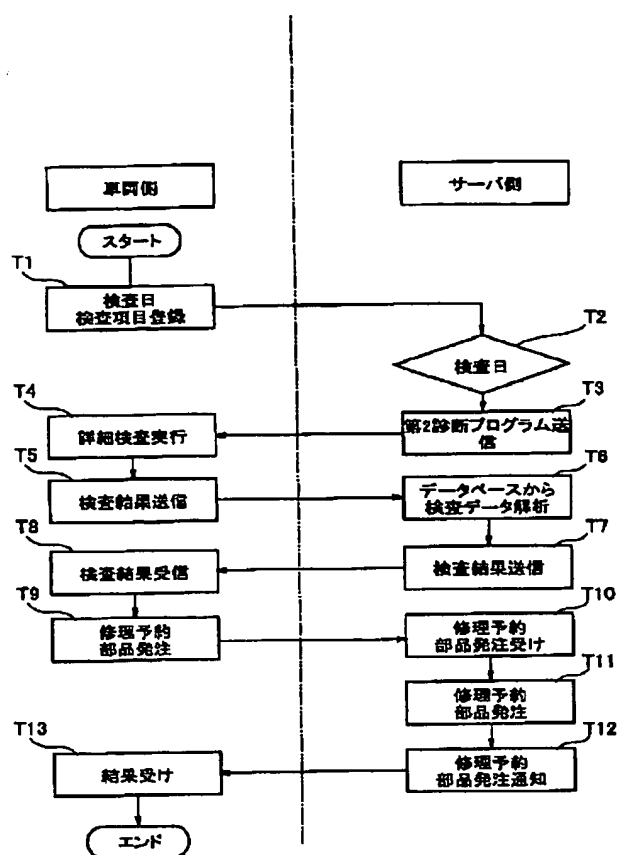 車両側
サーバ側
スタート
T1
検査日
検査項目登録
T2
検査日
T3
第2診断プログラム送
信
T4
詳細検査実行
T5
検査結果送信
T6
データベースから
検査データ解析
T7
検査結果送信
T8
検査結果受信
T9
修理予約
部品発注
T10
修理予約
部品発注受け
T11
修理予約
部品発注
T12
修理予約
部品発注通知
T13
結果受け
エンド